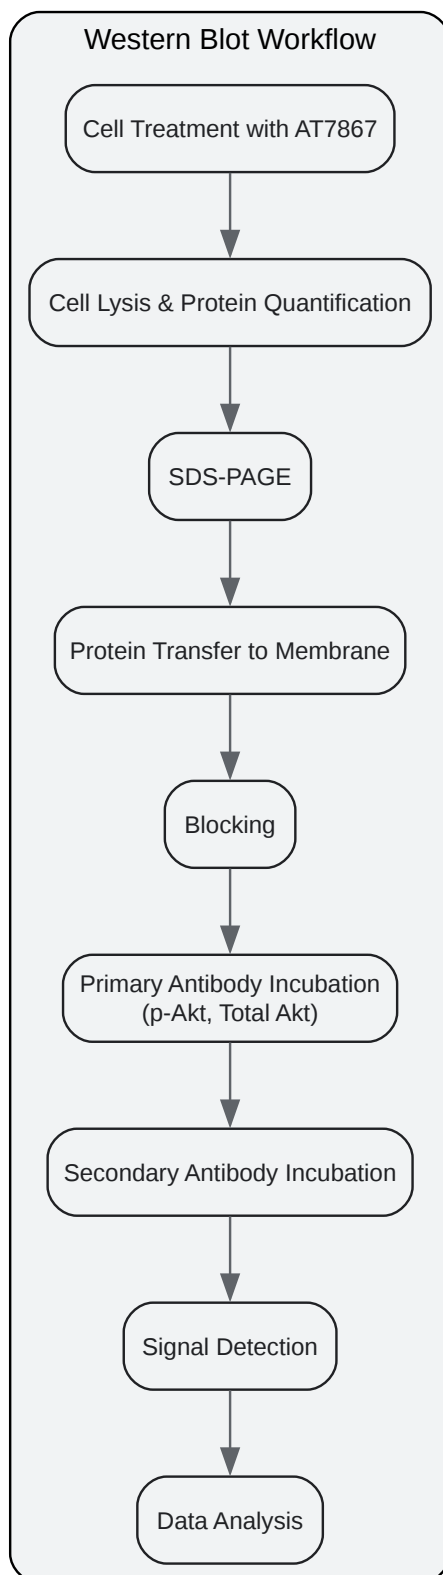 Western Blot Workflow
Cell Treatment with AT7867
Cell Lysis & Protein Quantification
SDS-PAGE
Protein Transfer to Membrane
Blocking
Primary Antibody Incubation
(p-Akt, Total Akt)
Secondary Antibody Incubation
Signal Detection
Data Analysis